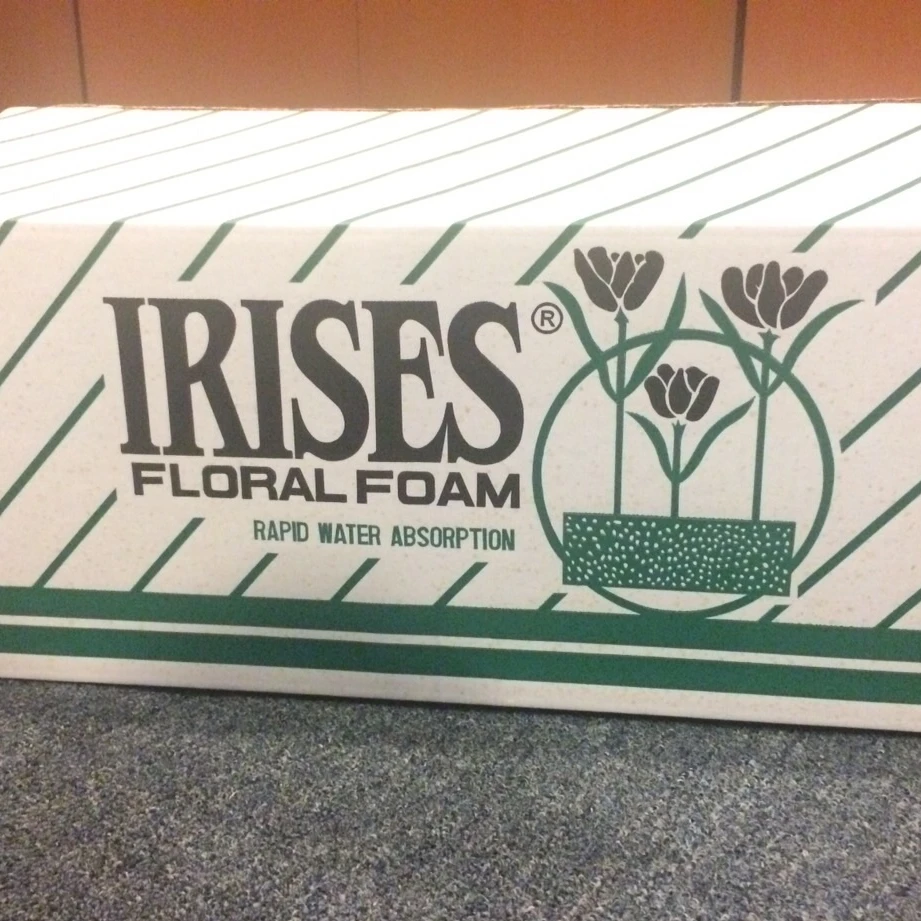 IRISES®
FLORAL FOAM
RAPID WATER ABSORPTION